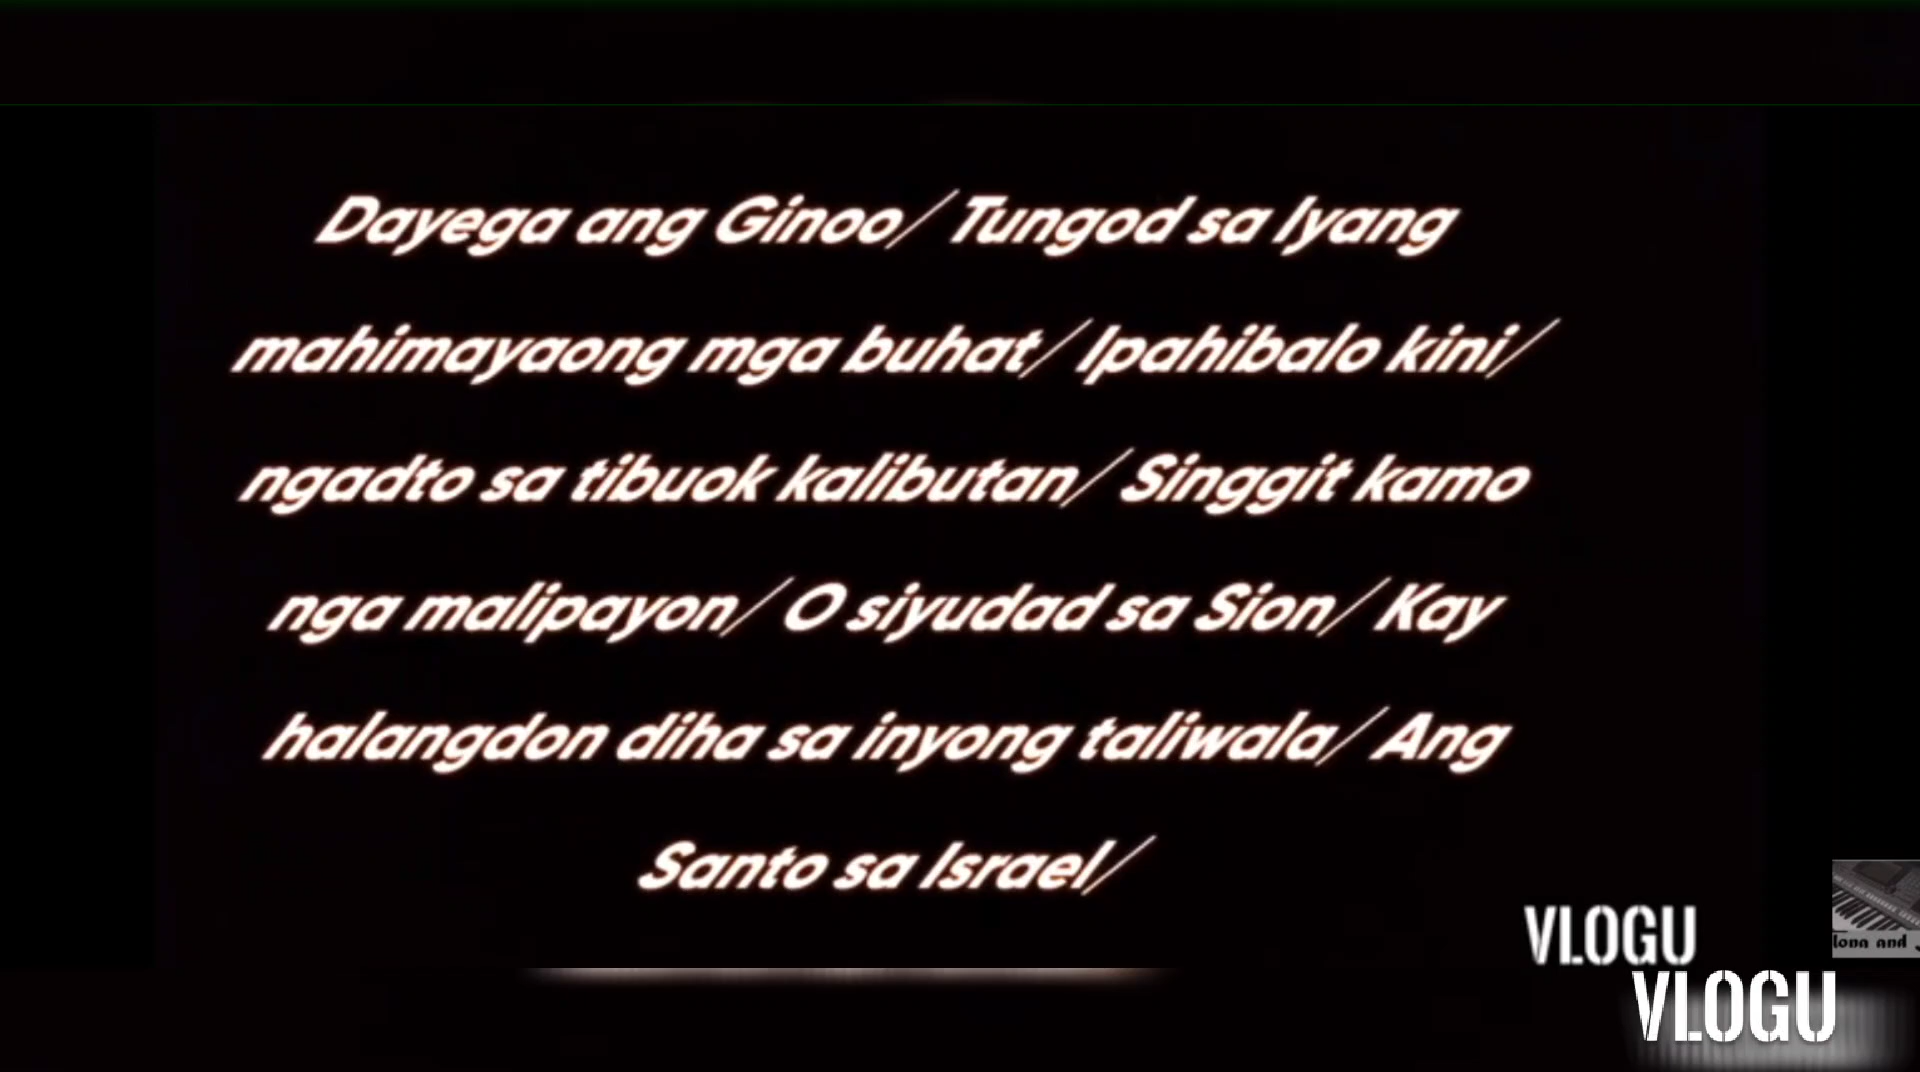 Dayega ang Ginoo/ Tungod sa Iyang
mahimayaong mga buhat/ Ipahibalo kini/
ngadto sa tibuok kalibutan/ Singgit kamo
nga malipayon/ O siyudad sa Sion/ Kay
halangdon diha sa inyong taliwala/ Ang
Santo sa Israel/
VLOGU
and
VLOGU